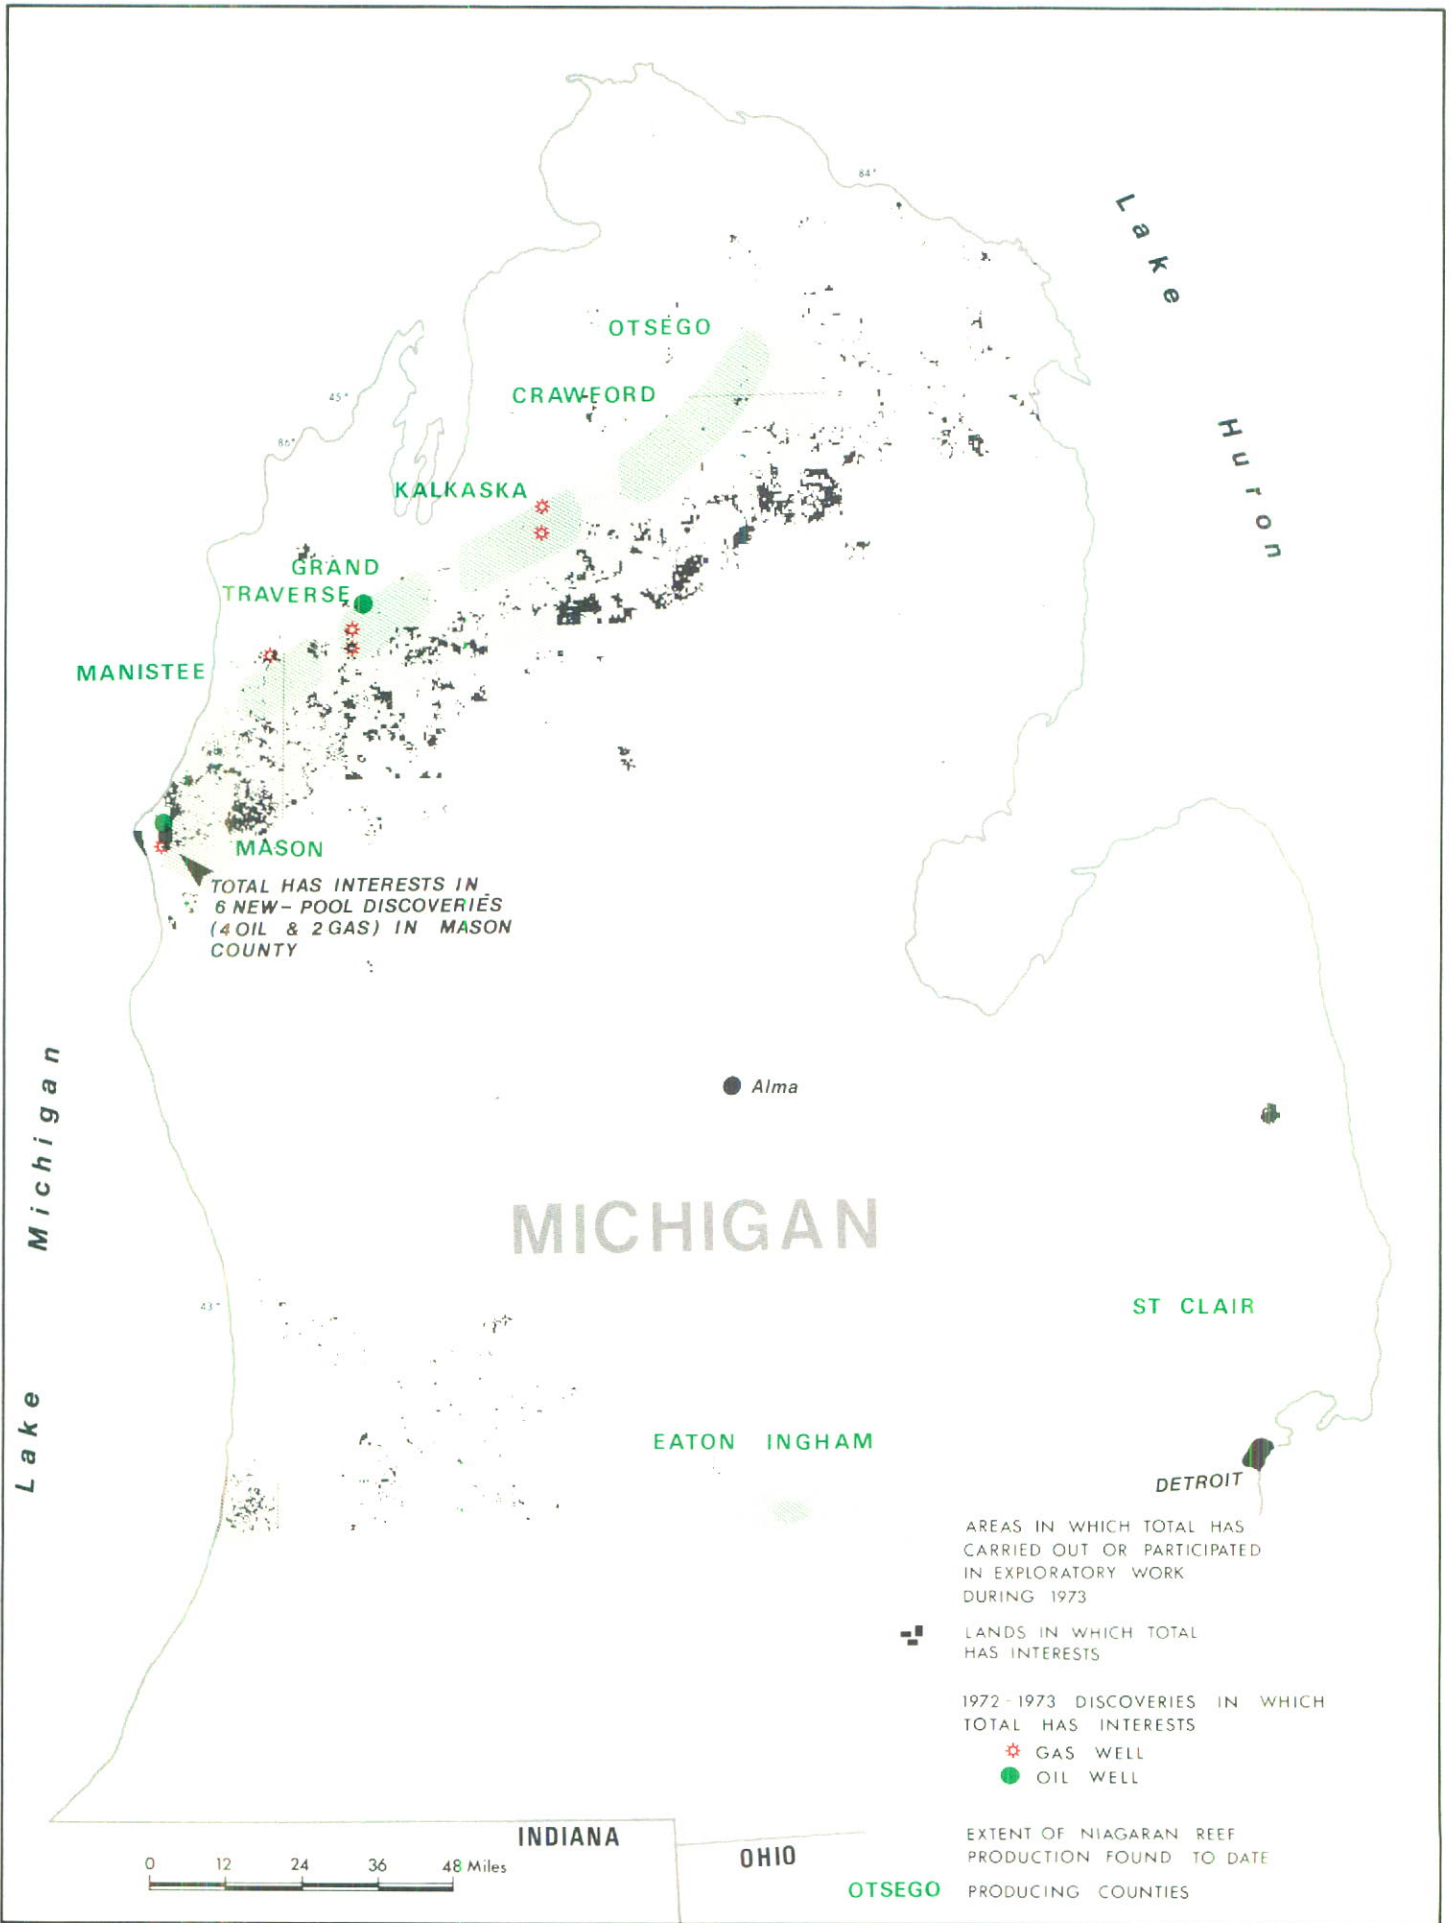 84°
Lake Huron
OTSEGO
CRAWFORD
45°
86°
KALKASKA
GRAND
TRAVERSE
MANISTEE
MASON
TOTAL HAS INTERESTS IN
6 NEW-POOL DISCOVERIES
(4 OIL & 2 GAS) IN MASON
COUNTY
Lake Michigan
Alma
MICHIGAN
43°
ST CLAIR
EATON INGHAM
DETROIT
AREAS IN WHICH TOTAL HAS
CARRIED OUT OR PARTICIPATED
IN EXPLORATORY WORK
DURING 1973
LANDS IN WHICH TOTAL
HAS INTERESTS
1972-1973 DISCOVERIES IN WHICH
TOTAL HAS INTERESTS
GAS WELL
OIL WELL
INDIANA
OHIO
EXTENT OF NIAGARAN REEF
PRODUCTION FOUND TO DATE
0 12 24 36 48 Miles
OTSEGO PRODUCING COUNTIES